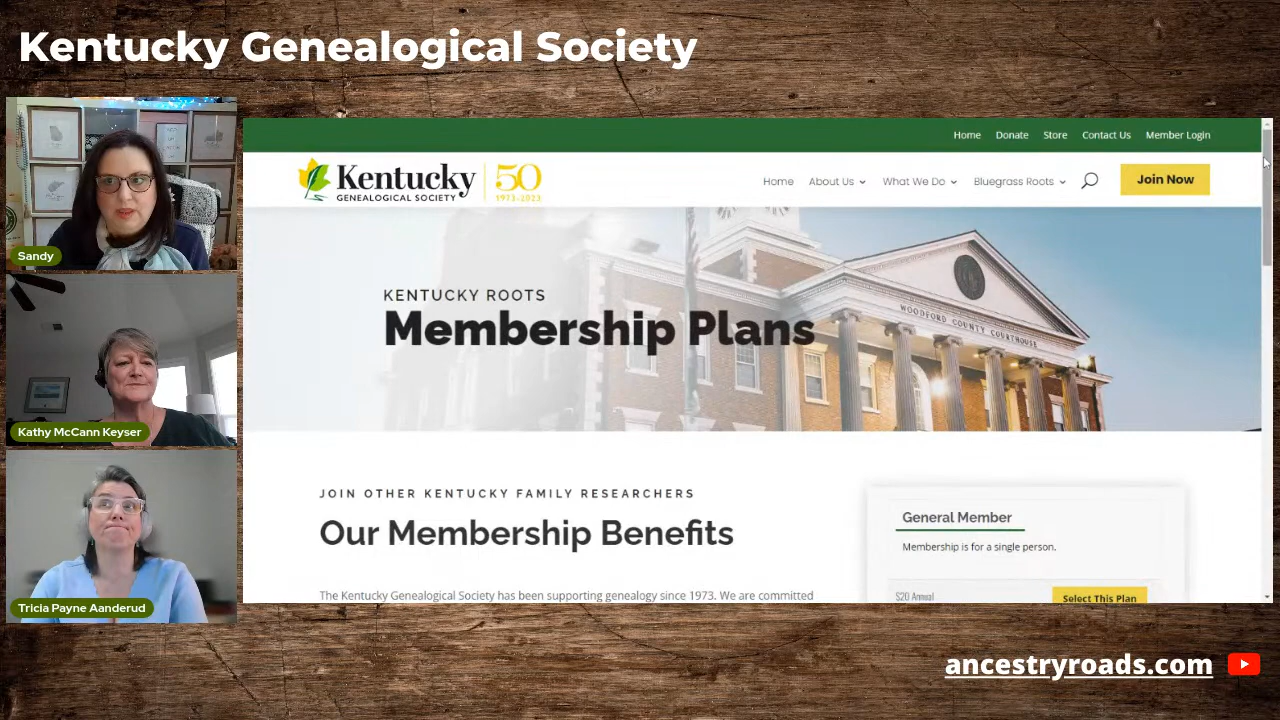 Kentucky Genealogical Society
Sandy
Kathy McCann Keyser
Tricia Payne Aanderud
Home Donate Store Contact Us Member Login
Kentucky
GENEALOGICAL SOCIETY
50
1973-2023
Home About Us What We Do Bluegrass Roots Join Now
WOODFORD COUNTY COURTHOUSE
KENTUCKY ROOTS
Membership Plans
JOIN OTHER KENTUCKY FAMILY RESEARCHERS
Our Membership Benefits
The Kentucky Genealogical Society has been supporting genealogy since 1973. We are committed
General Member
Membership is for a single person.
$20 Annual Select This Plan
ancestryroads.com